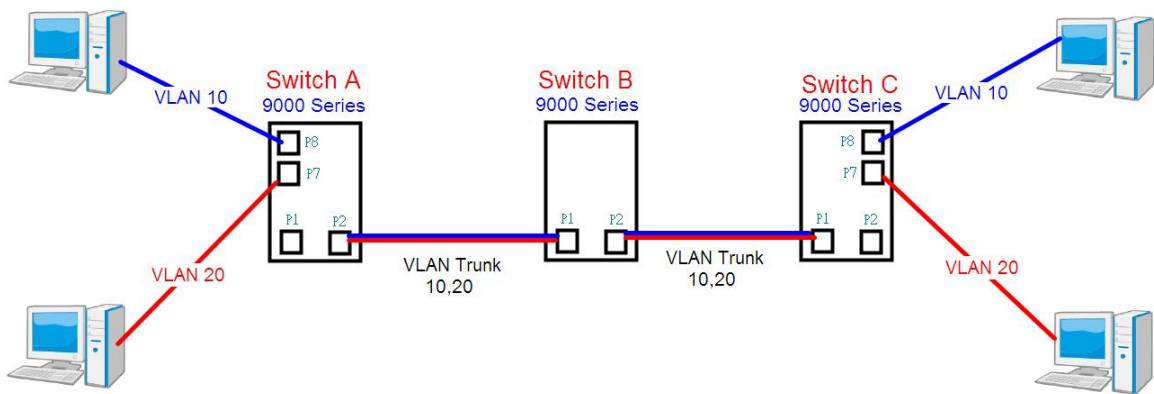 Switch A
9000 Series
Switch B
9000 Series
Switch C
9000 Series
VLAN 10
VLAN 10
P8
P7
P8
P7
P1
P2
P1
P2
P1
P2
VLAN 20
VLAN Trunk
10,20
VLAN Trunk
10,20
VLAN 20